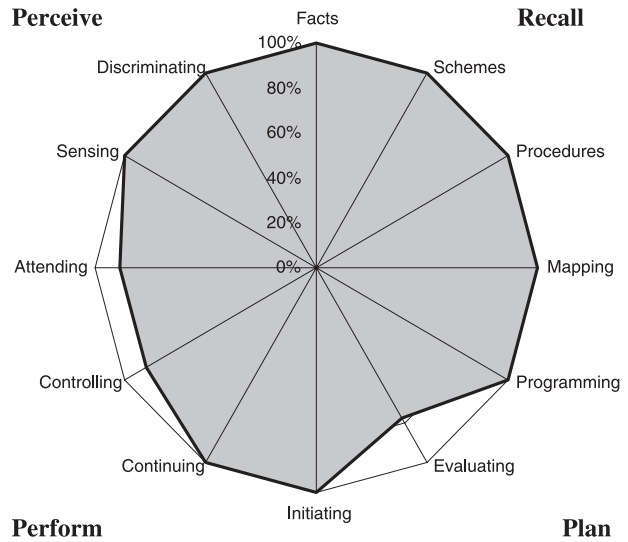 Perceive
Recall
Facts
100%
Discriminating
Schemes
80%
60%
Sensing
Procedures
40%
20%
Attending
0%
Mapping
Controlling
Programming
Continuing
Evaluating
Initiating
Perform
Plan